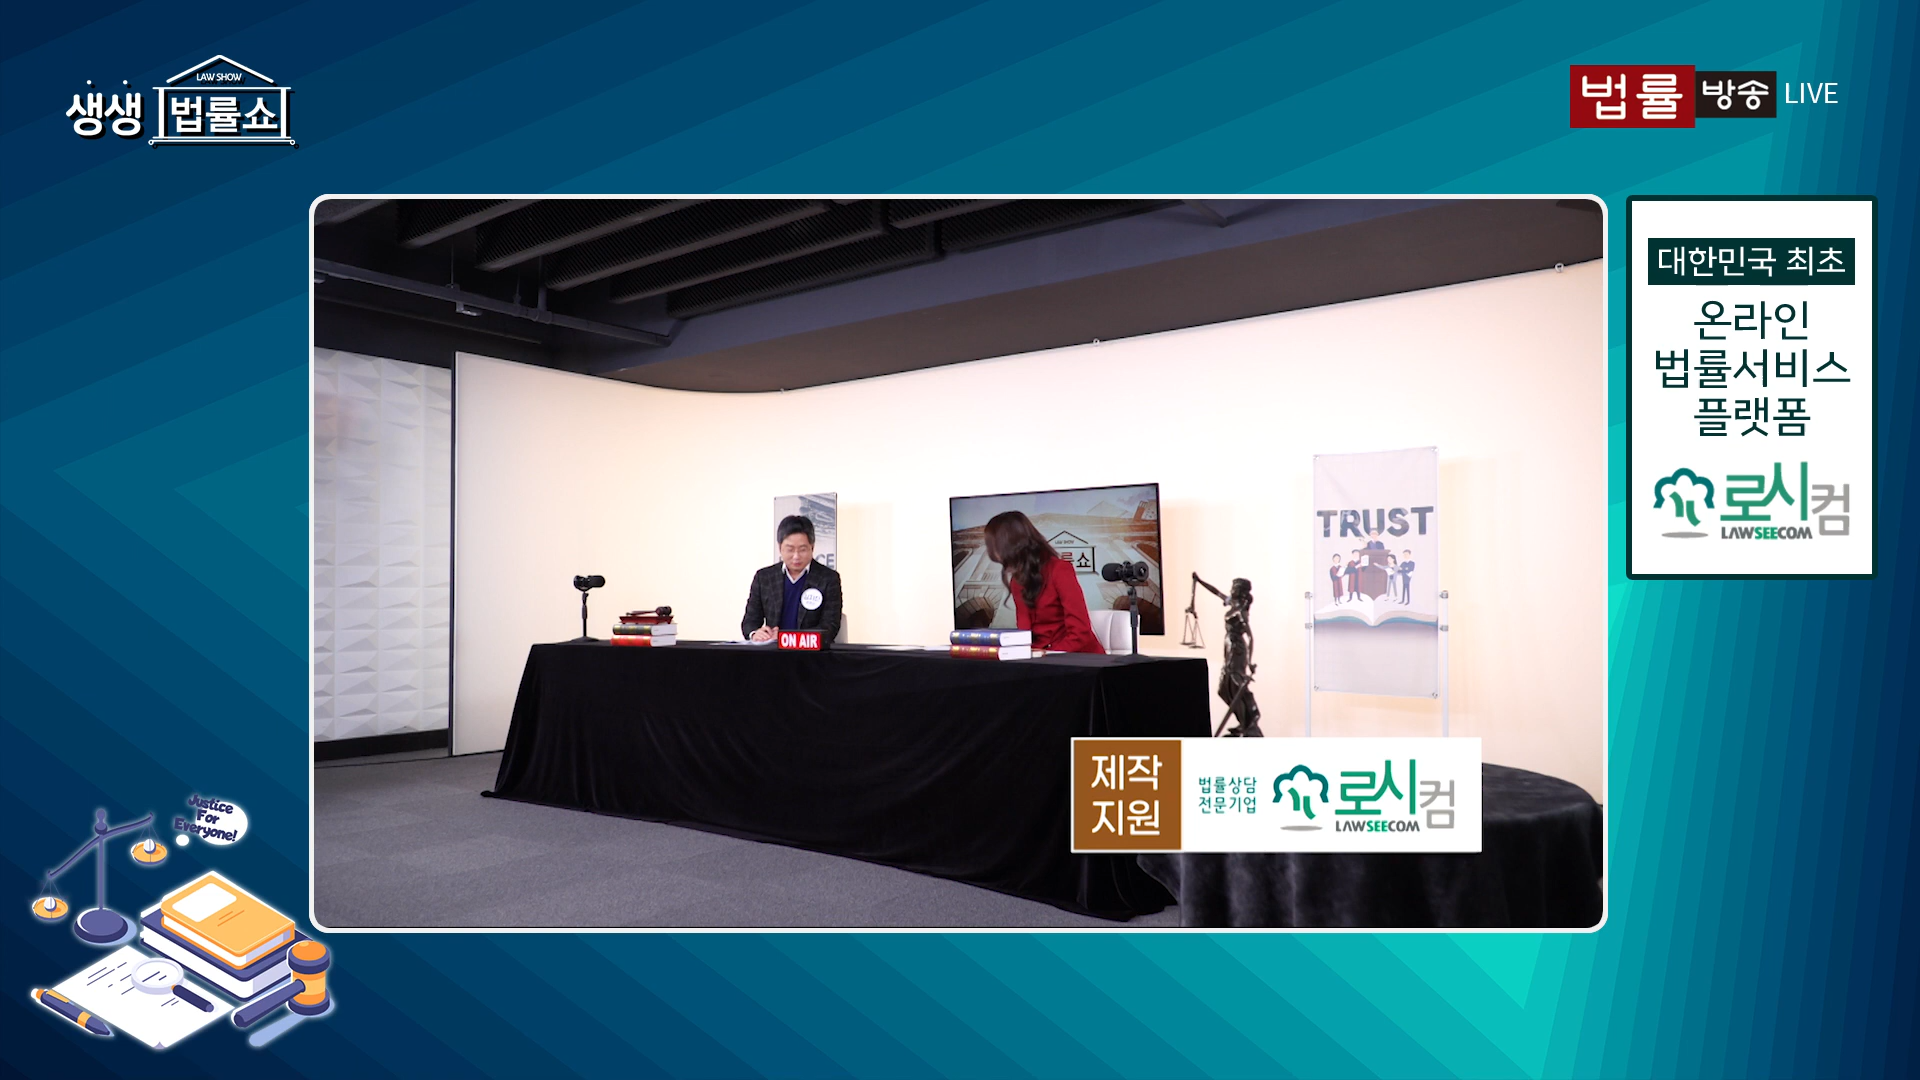 LAW SHOW
생생 법률쇼
법률방송 LIVE
대한민국 최초
온라인
법률서비스
플랫폼
로시컴
LAWSEECOM
TRUST
ON AIR
제작
지원
법률상담
전문기업
로시컴
LAWSEECOM
Justice
For
Everyone!